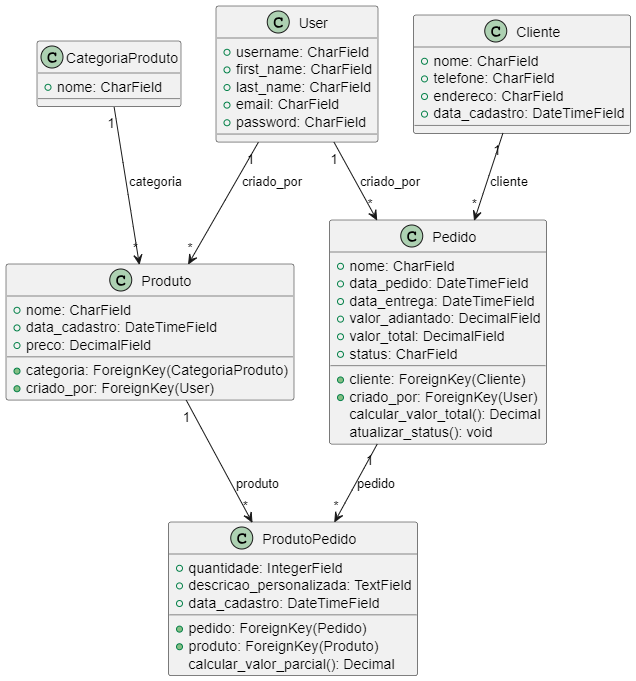 C CategoriaProduto
nome: CharField
C User
username: CharField
first_name: CharField
last_name: CharField
email: CharField
password: CharField
C Cliente
nome: CharField
telefone: CharField
endereco: CharField
data_cadastro: DateTimeField
1
1
1
1
categoria
criado_por
criado_por
cliente
*
*
*
*
C Produto
nome: CharField
data_cadastro: DateTimeField
preco: DecimalField
categoria: ForeignKey(CategoriaProduto)
criado_por: ForeignKey(User)
C Pedido
nome: CharField
data_pedido: DateTimeField
data_entrega: DateTimeField
valor_adiantado: DecimalField
valor_total: DecimalField
status: CharField
cliente: ForeignKey(Cliente)
criado_por: ForeignKey(User)
calcular_valor_total(): Decimal
atualizar_status(): void
1
1
produto
pedido
*
*
C ProdutoPedido
quantidade: IntegerField
descricao_personalizada: TextField
data_cadastro: DateTimeField
pedido: ForeignKey(Pedido)
produto: ForeignKey(Produto)
calcular_valor_parcial(): Decimal